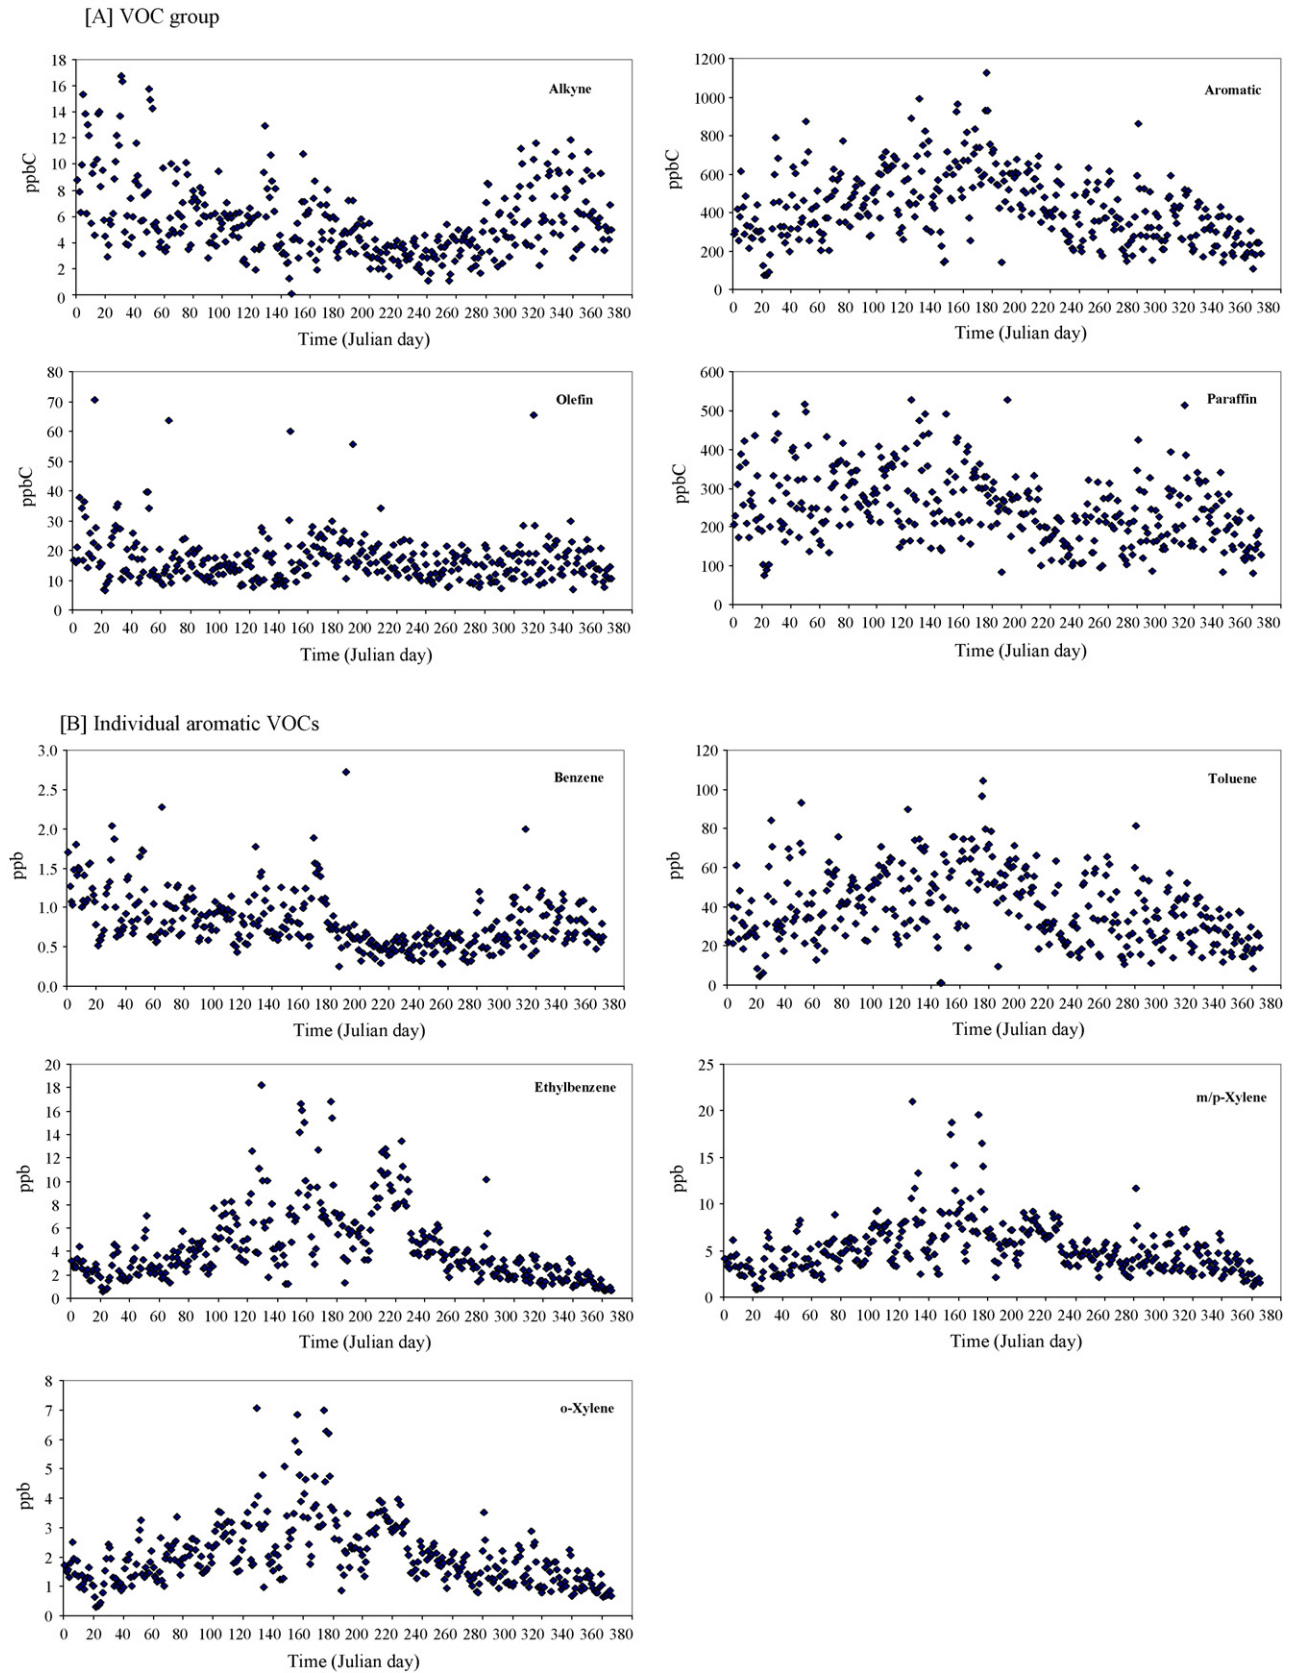 [A] VOC group
18
16
14
12
10
8
6
4
2
0
ppbC
Alkyne
0 20 40 60 80 100 120 140 160 180 200 220 240 260 280 300 320 340 360 380
Time (Julian day)
1200
1000
800
600
400
200
0
ppbC
Aromatic
0 20 40 60 80 100 120 140 160 180 200 220 240 260 280 300 320 340 360 380
Time (Julian day)
80
70
60
50
40
30
20
10
0
ppbC
Olefin
0 20 40 60 80 100 120 140 160 180 200 220 240 260 280 300 320 340 360 380
Time (Julian day)
600
500
400
300
200
100
0
ppbC
Paraffin
0 20 40 60 80 100 120 140 160 180 200 220 240 260 280 300 320 340 360 380
Time (Julian day)
[B] Individual aromatic VOCs
3.0
2.5
2.0
1.5
1.0
0.5
0.0
ppb
Benzene
0 20 40 60 80 100 120 140 160 180 200 220 240 260 280 300 320 340 360 380
Time (Julian day)
120
100
80
60
40
20
0
ppb
Toluene
0 20 40 60 80 100 120 140 160 180 200 220 240 260 280 300 320 340 360 380
Time (Julian day)
20
18
16
14
12
10
8
6
4
2
0
ppb
Ethylbenzene
0 20 40 60 80 100 120 140 160 180 200 220 240 260 280 300 320 340 360 380
Time (Julian day)
25
20
15
10
5
0
ppb
m/p-Xylene
0 20 40 60 80 100 120 140 160 180 200 220 240 260 280 300 320 340 360 380
Time (Julian day)
8
7
6
5
4
3
2
1
0
ppb
o-Xylene
0 20 40 60 80 100 120 140 160 180 200 220 240 260 280 300 320 340 360 380
Time (Julian day)